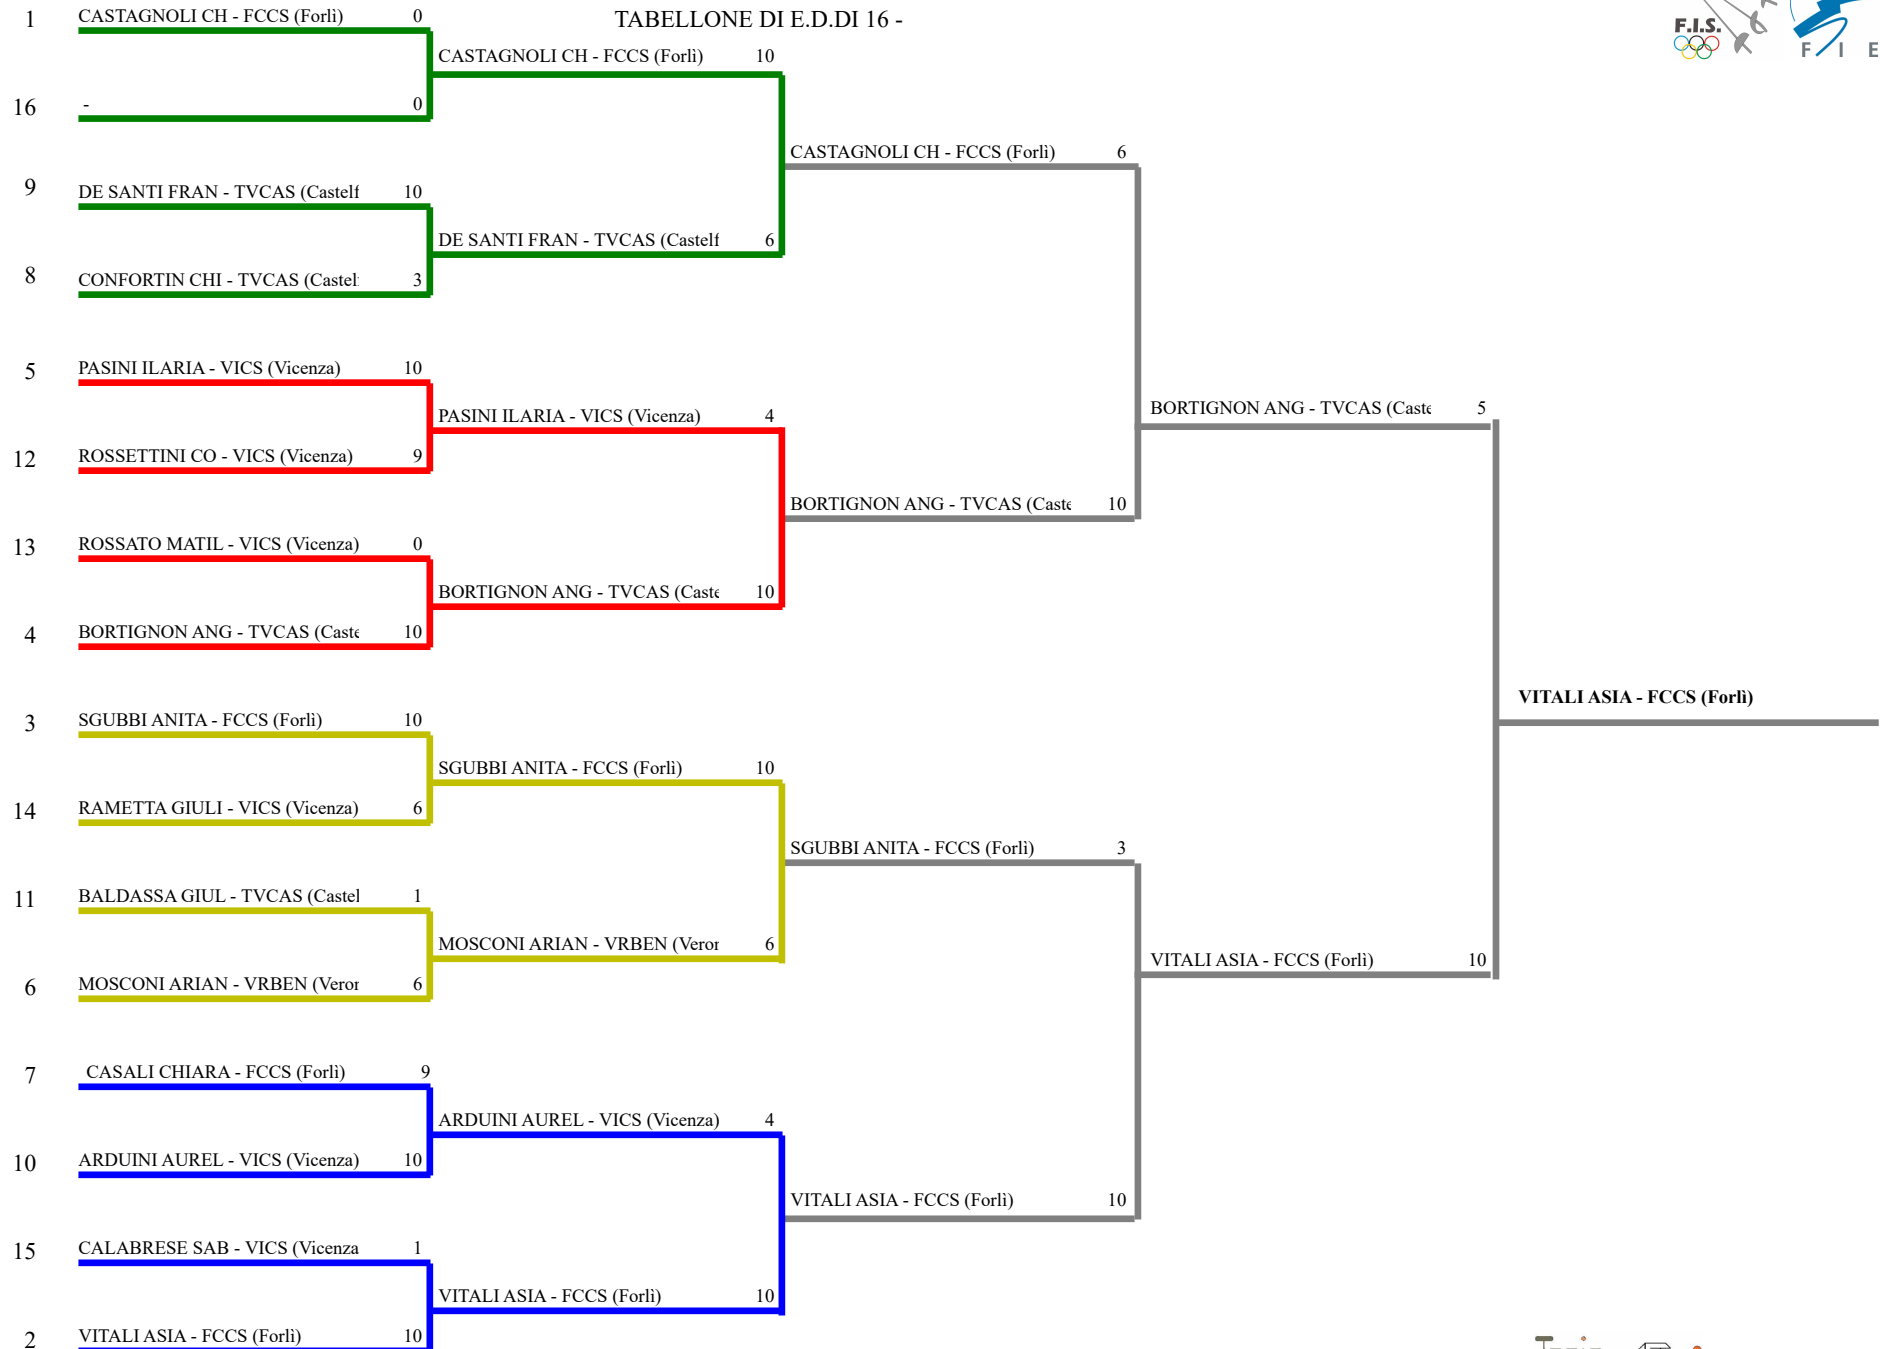 TABELLONE DI E.D.DI 16 -
F.I.S.
F I E
1 CASTAGNOLI CH - FCCS (Forlì) 0
CASTAGNOLI CH - FCCS (Forlì) 10
16 - 0
CASTAGNOLI CH - FCCS (Forlì) 6
9 DE SANTI FRAN - TVCAS (Castelf 10
DE SANTI FRAN - TVCAS (Castelf 6
8 CONFORTIN CHI - TVCAS (Castel 3
5 PASINI ILARIA - VICS (Vicenza) 10
BORTIGNON ANG - TVCAS (Caste 5
PASINI ILARIA - VICS (Vicenza) 4
12 ROSSETTINI CO - VICS (Vicenza) 9
BORTIGNON ANG - TVCAS (Caste 10
13 ROSSATO MATIL - VICS (Vicenza) 0
BORTIGNON ANG - TVCAS (Caste 10
4 BORTIGNON ANG - TVCAS (Caste 10
VITALI ASIA - FCCS (Forlì)
3 SGUBBI ANITA - FCCS (Forlì) 10
SGUBBI ANITA - FCCS (Forlì) 10
14 RAMETTA GIULI - VICS (Vicenza) 6
SGUBBI ANITA - FCCS (Forlì) 3
11 BALDASSA GIUL - TVCAS (Castel 1
MOSCONI ARIAN - VRBEN (Veror 6
VITALI ASIA - FCCS (Forlì) 10
6 MOSCONI ARIAN - VRBEN (Veror 6
7 CASALI CHIARA - FCCS (Forlì) 9
ARDUINI AUREL - VICS (Vicenza) 4
10 ARDUINI AUREL - VICS (Vicenza) 10
VITALI ASIA - FCCS (Forlì) 10
15 CALABRESE SAB - VICS (Vicenza 1
VITALI ASIA - FCCS (Forlì) 10
2 VITALI ASIA - FCCS (Forlì) 10